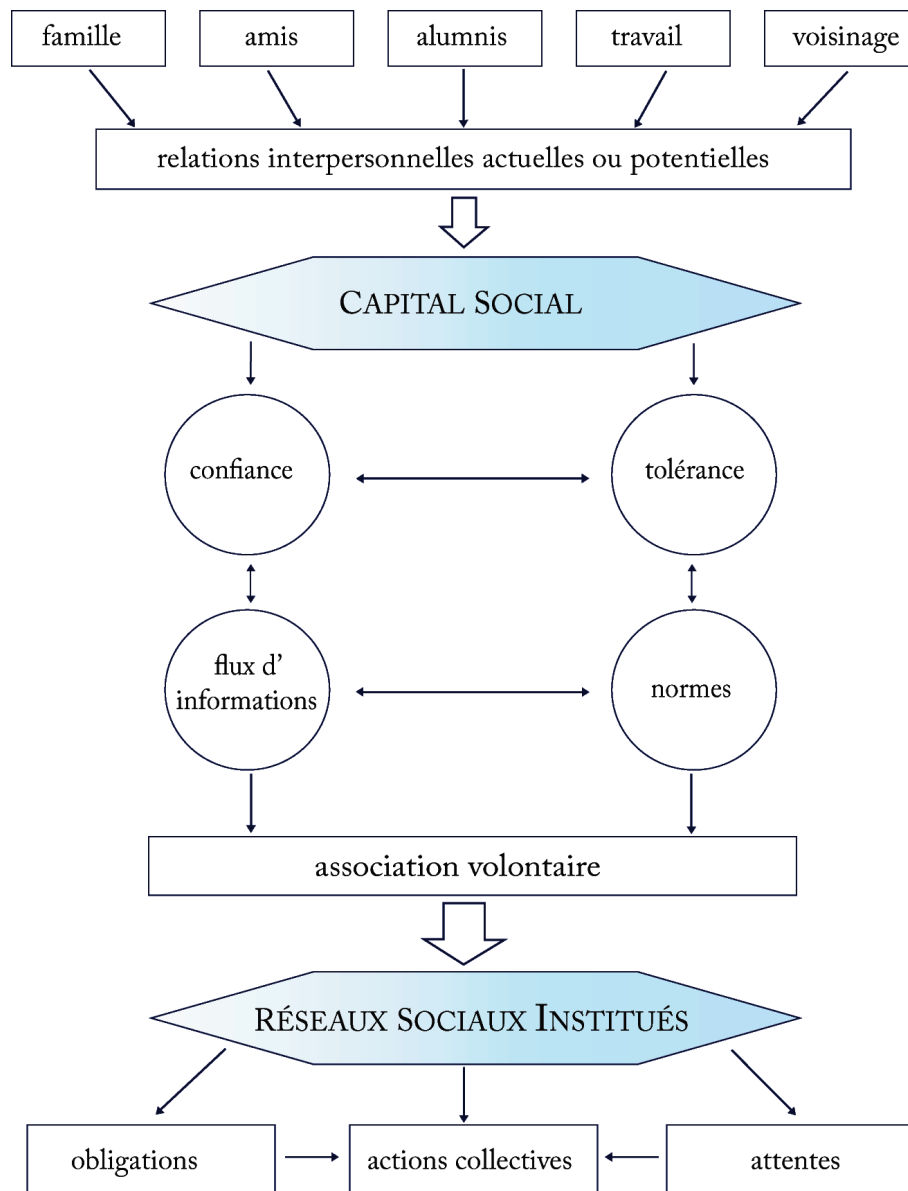 famille
amis
alumnis
travail
voisinage
relations interpersonnelles actuelles ou potentielles
CAPITAL SOCIAL
confiance
tolérance
flux d'
informations
normes
association volontaire
RÉSEAUX SOCIAUX INSTITUÉS
obligations
actions collectives
attentes